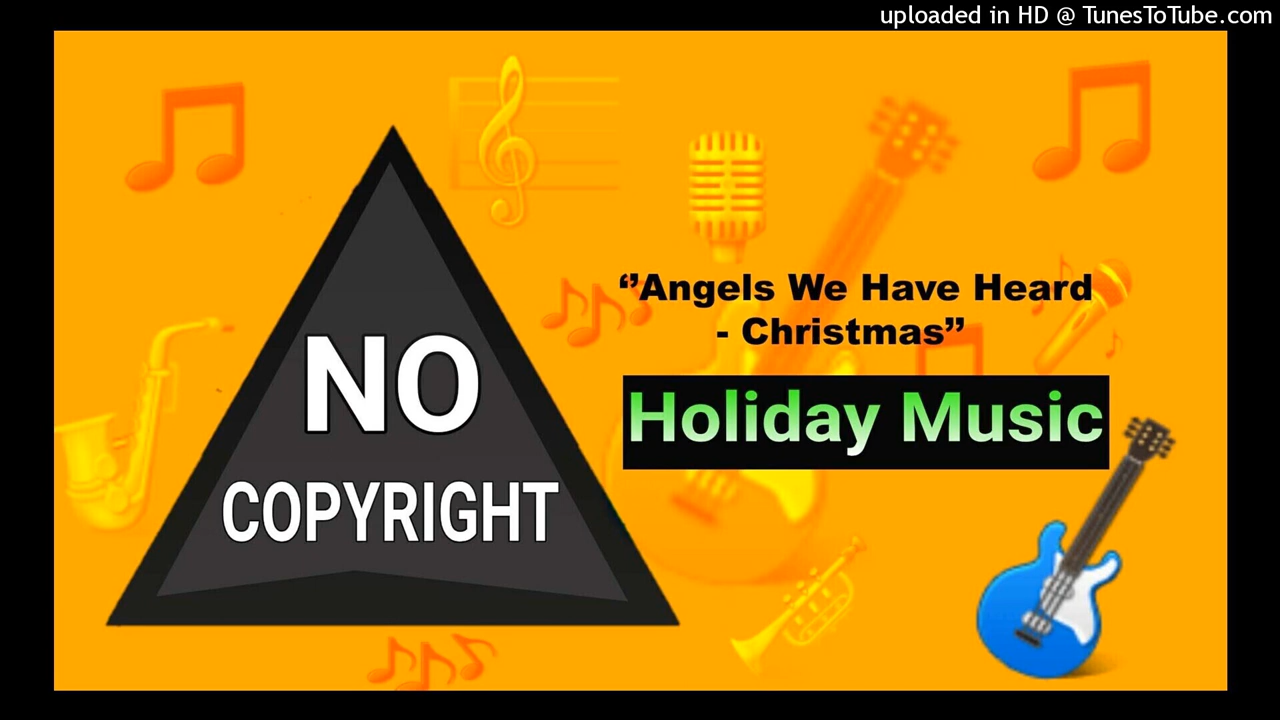 uploaded in HD @ TunesToTube.com
‘’Angels We Have Heard
- Christmas’’
Holiday Music
NO
COPYRIGHT